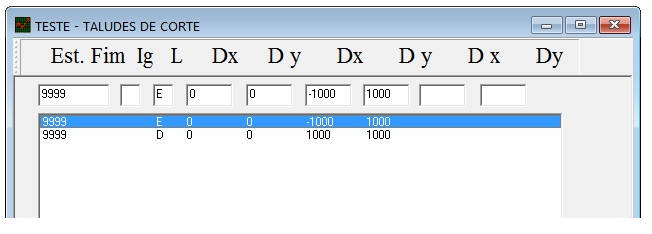 TESTE - TALUDES DE CORTE
Est. Fim Ig L Dx D y Dx D y D x Dy
9999 E 0 0 -1000 1000
9999 E 0 0 -1000 1000
9999 D 0 0 1000 1000